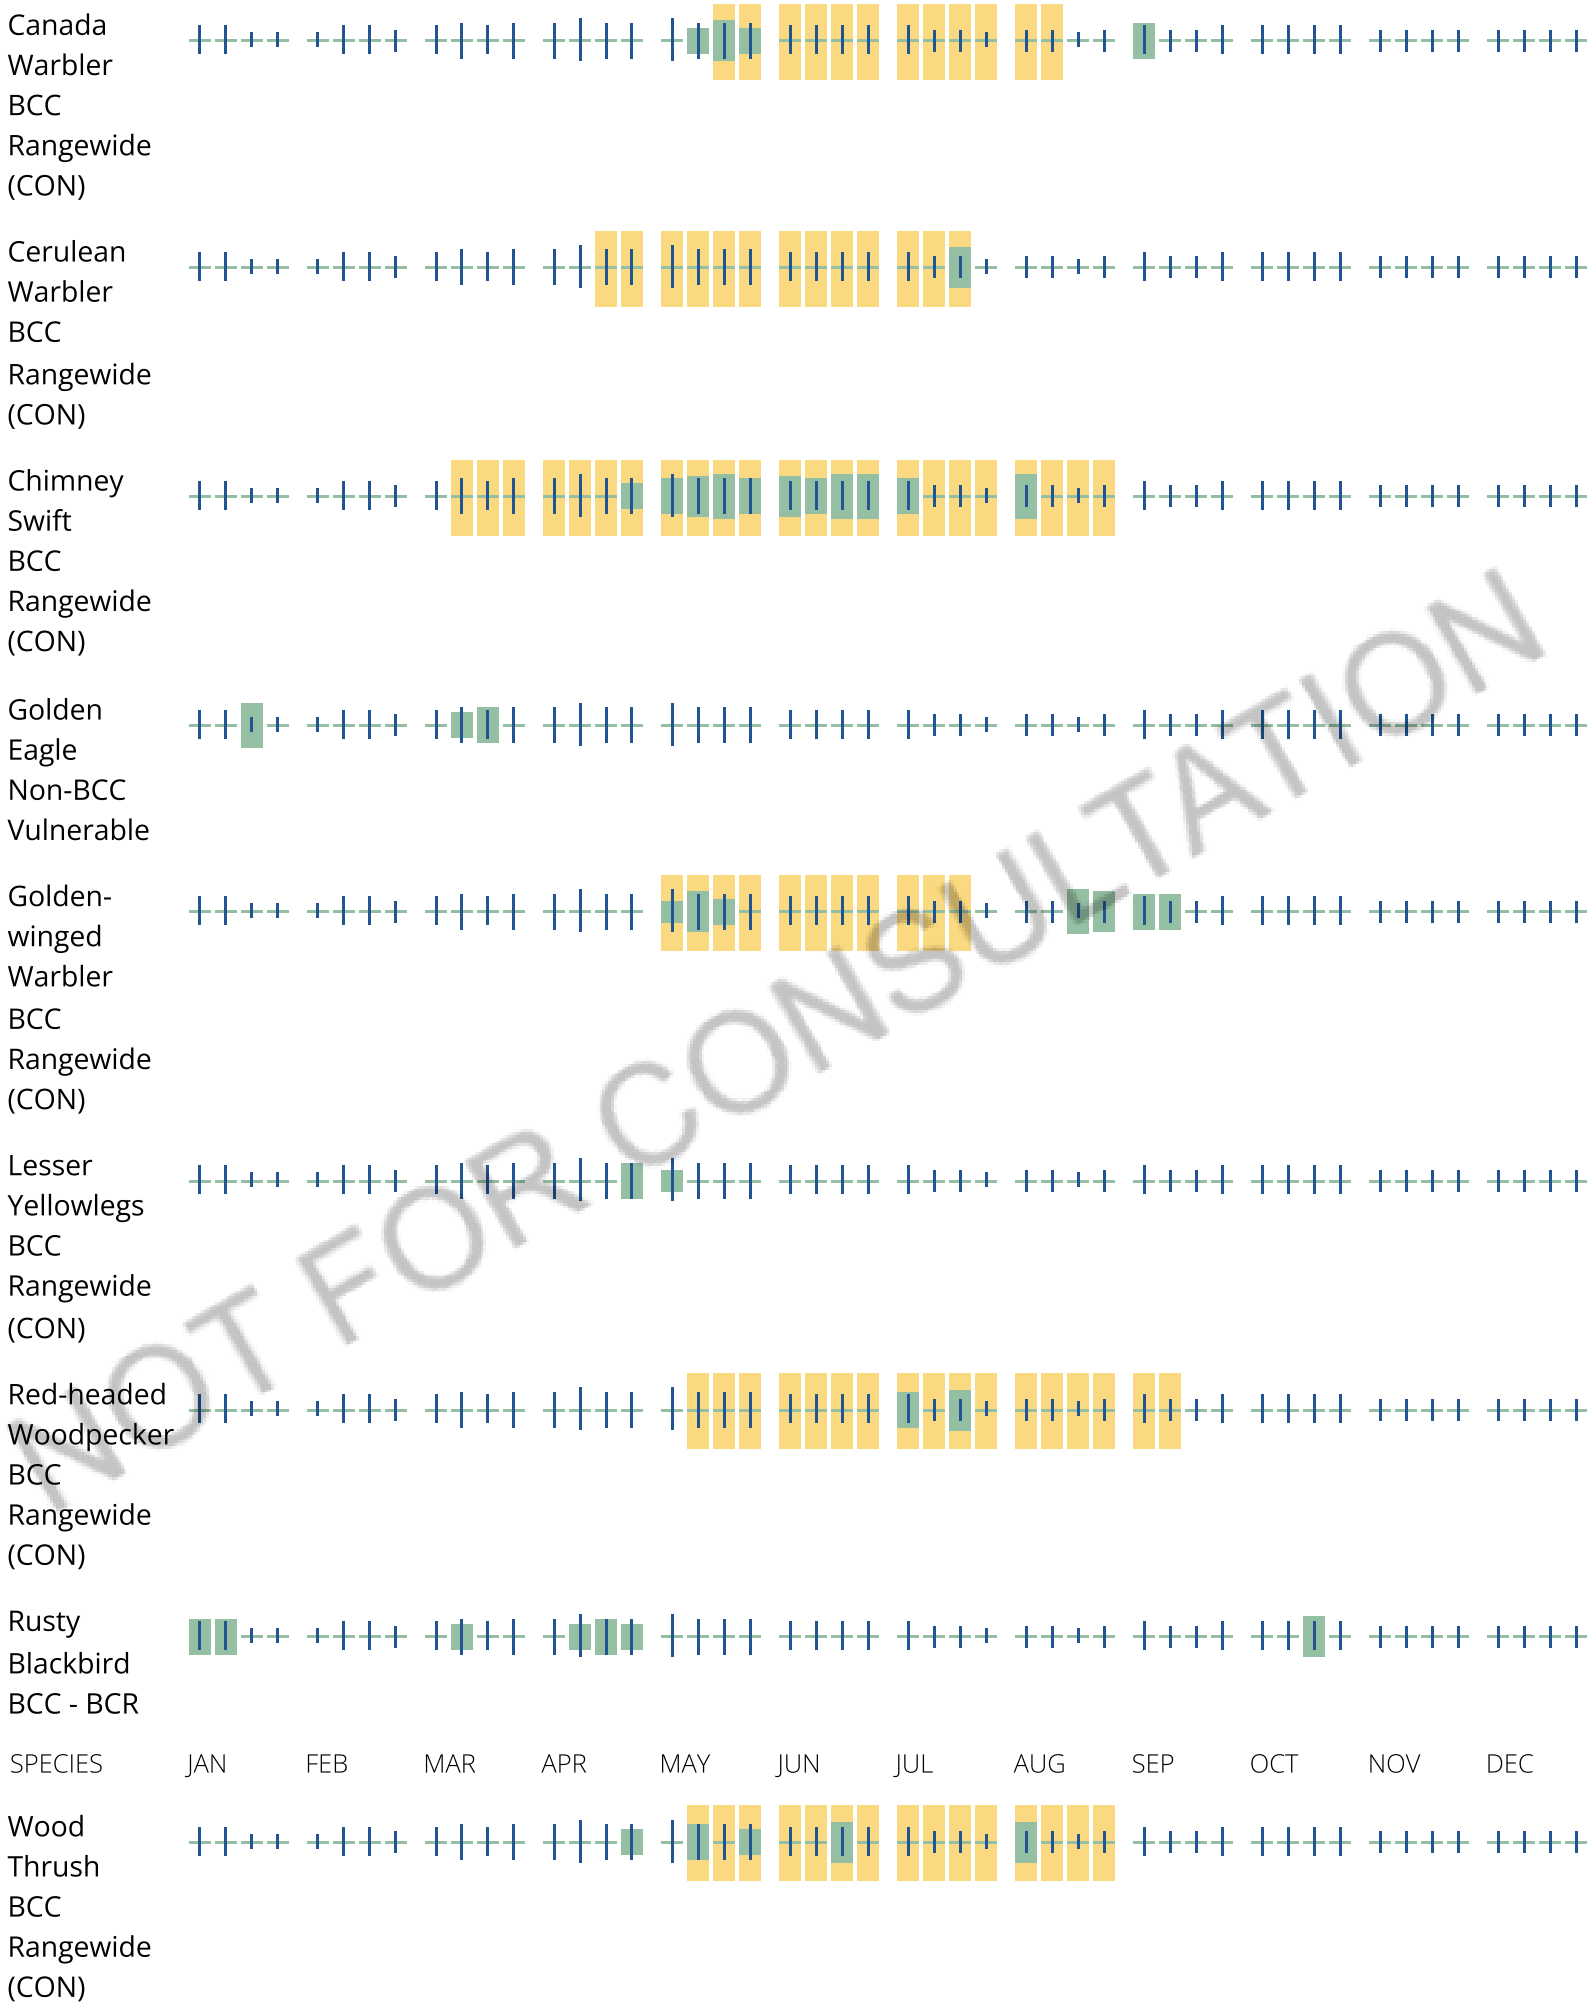 Canada
Warbler
BCC
Rangewide
(CON)
Cerulean
Warbler
BCC
Rangewide
(CON)
Chimney
Swift
BCC
Rangewide
(CON)
Golden
Eagle
Non-BCC
Vulnerable
Golden-
winged
Warbler
BCC
Rangewide
(CON)
Lesser
Yellowlegs
BCC
Rangewide
(CON)
Red-headed
Woodpecker
BCC
Rangewide
(CON)
Rusty
Blackbird
BCC - BCR
SPECIES JAN FEB MAR APR MAY JUN JUL AUG SEP OCT NOV DEC
Wood
Thrush
BCC
Rangewide
(CON)
NOT FOR CONSULTATION